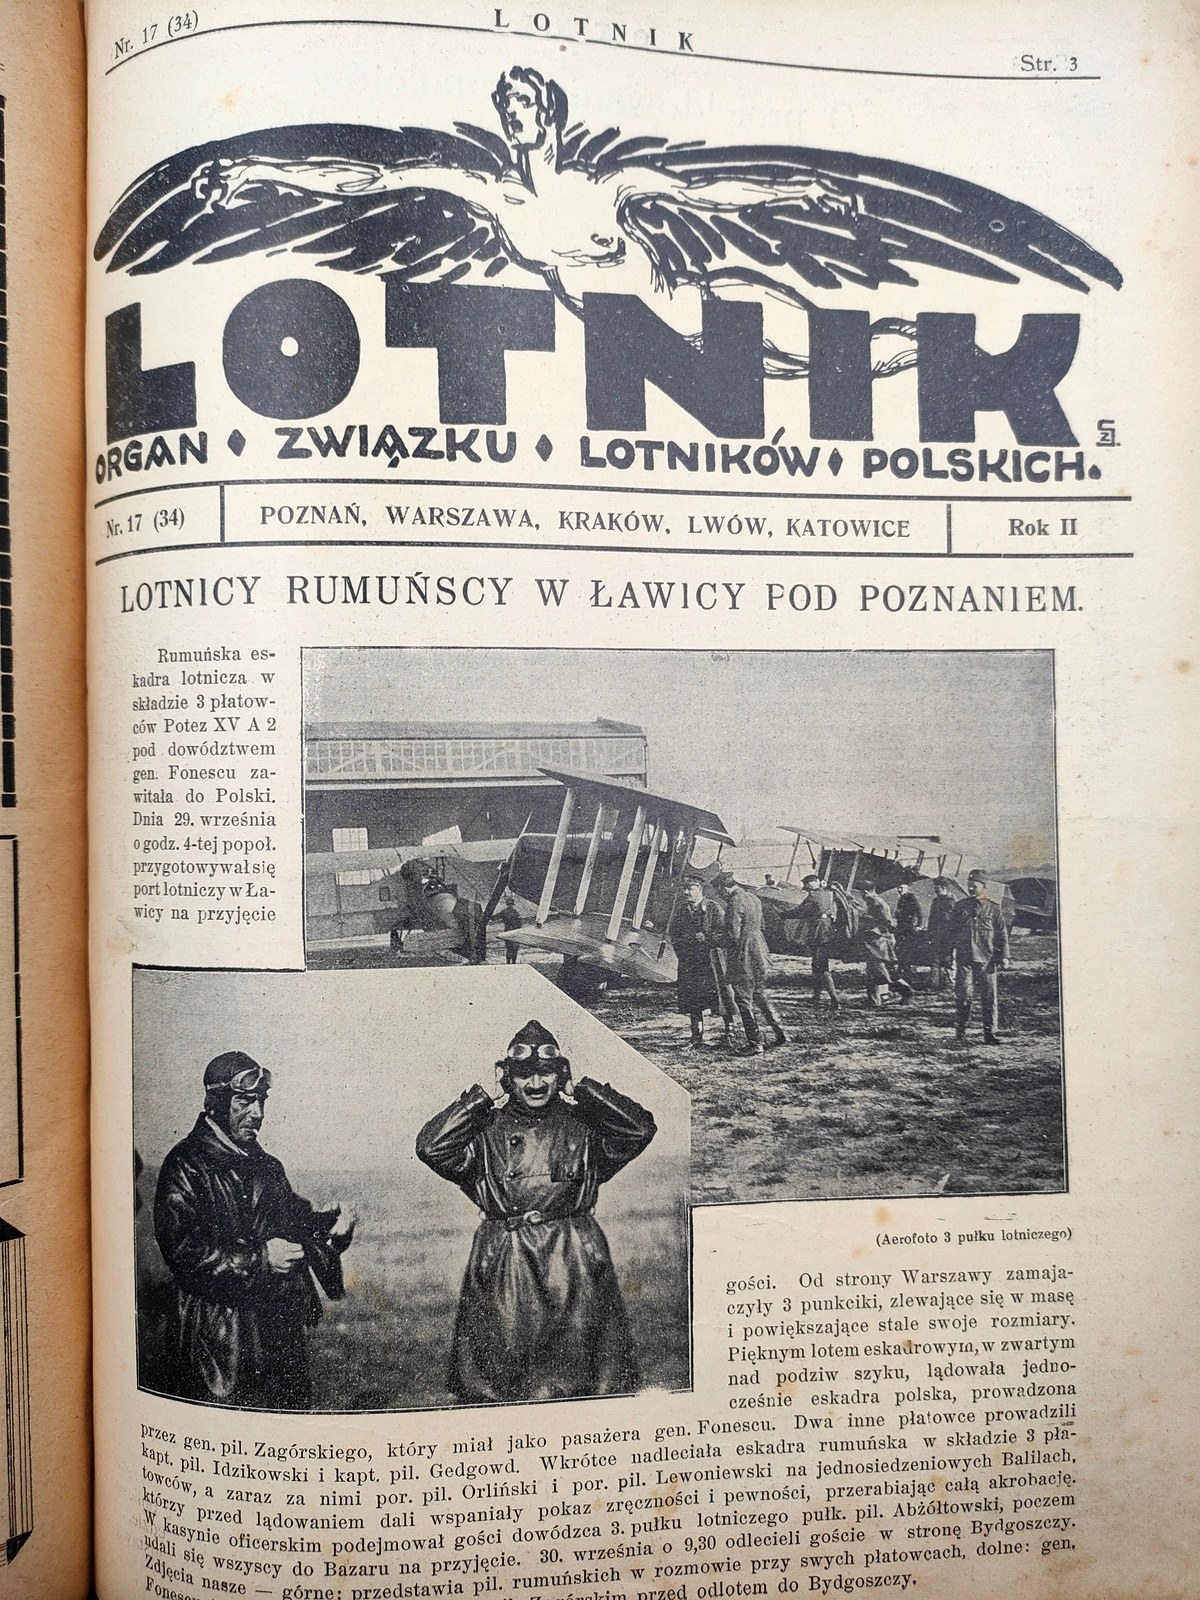 Nr. 17 (34)
LOTNIK
Str. 3
LOTNIK
ORGAN ♦ ZWIĄZKU ♦ LOTNIKÓW ♦ POLSKICH.
Nr. 17 (34)
POZNAŃ, WARSZAWA, KRAKÓW, LWÓW, KATOWICE
Rok II
LOTNICY RUMUŃSCY W ŁAWICY POD POZNANIEM.
Rumuńska es-
kadra lotnicza w
składzie 3 płatow-
ców Potez XV A 2
pod dowództwem
gen. Fonescu za-
witała do Polski.
Dnia 29. września
o godz. 4-tej popoł.
przygotowywał się
port lotniczy w Ła-
wicy na przyjęcie
(Aerofoto 3 pułku lotniczego)
gości. Od strony Warszawy zamaja-
czyły 3 punkciki, zlewające się w masę
i powiększające stale swoje rozmiary.
Pięknym lotem eskadrowym, w zwartym
nad podziw szyku, lądowała jedno-
cześnie eskadra polska, prowadzona
przez gen. pil. Zagórskiego, który miał jako pasażera gen. Fonescu. Dwa inne płatowce prowadzili
kapt. pil. Idzikowski i kapt. pil. Gedgowd. Wkrótce nadleciała eskadra rumuńska w składzie 3 pła-
towców, a zaraz za nimi por. pil. Orliński i por. pil. Lewoniewski na jednosiedzeniowych Balilach,
którzy przed lądowaniem dali wspaniały pokaz zręczności i pewności, przerabiając całą akrobację.
W kasynie oficerskim podejmował gości dowódzca 3. pułku lotniczego pułk. pil. Abżółtowski, poczem
udali się wszyscy do Bazaru na przyjęcie. 30. września o 9,30 odlecieli goście w stronę Bydgoszczy.
Zdjęcia nasze — górne: przedstawia pil. rumuńskich w rozmowie przy swych płatowcach, dolne: gen.
Zagórskim przed odlotem do Bydgoszczy.